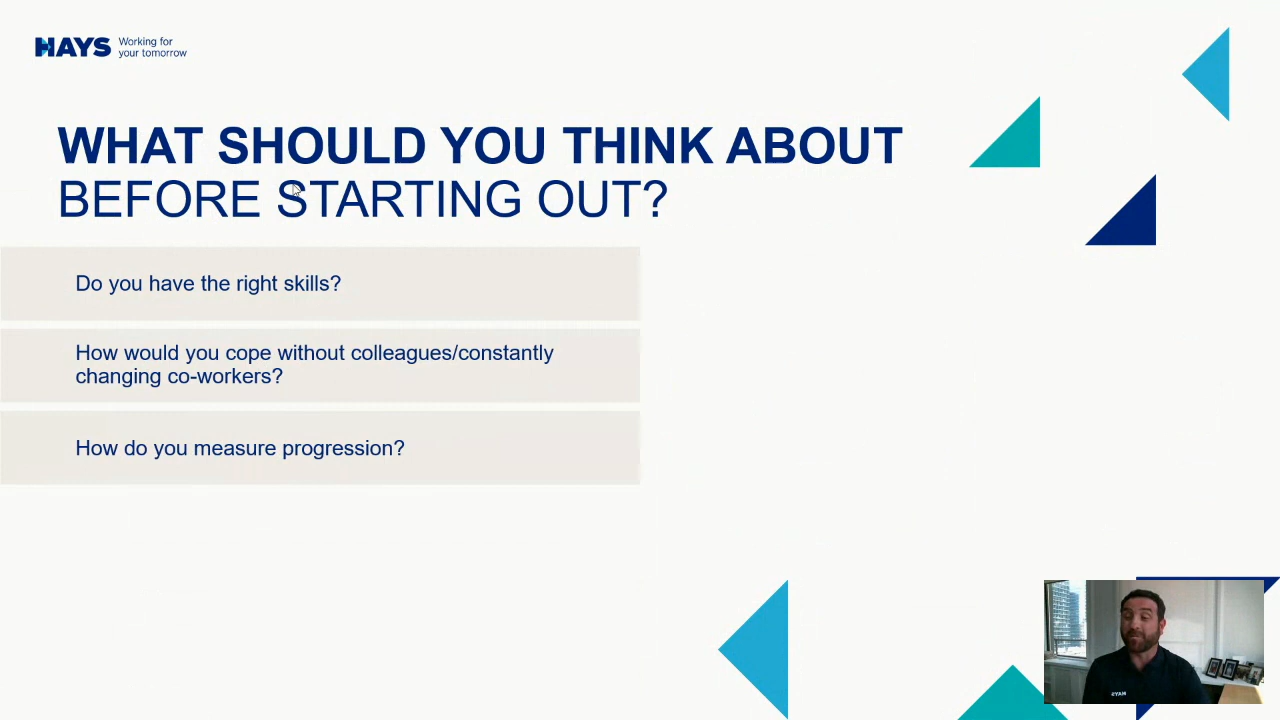 HAYS
Working for
your tomorrow
WHAT SHOULD YOU THINK ABOUT
BEFORE STARTING OUT?
Do you have the right skills?
How would you cope without colleagues/constantly
changing co-workers?
How do you measure progression?
HAYS